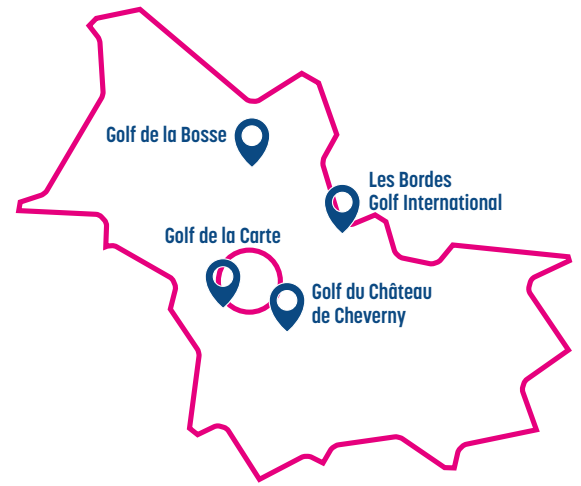 Golf de la Bosse
Les Bordes
Golf International
Golf de la Carte
Golf du Château
de Cheverny